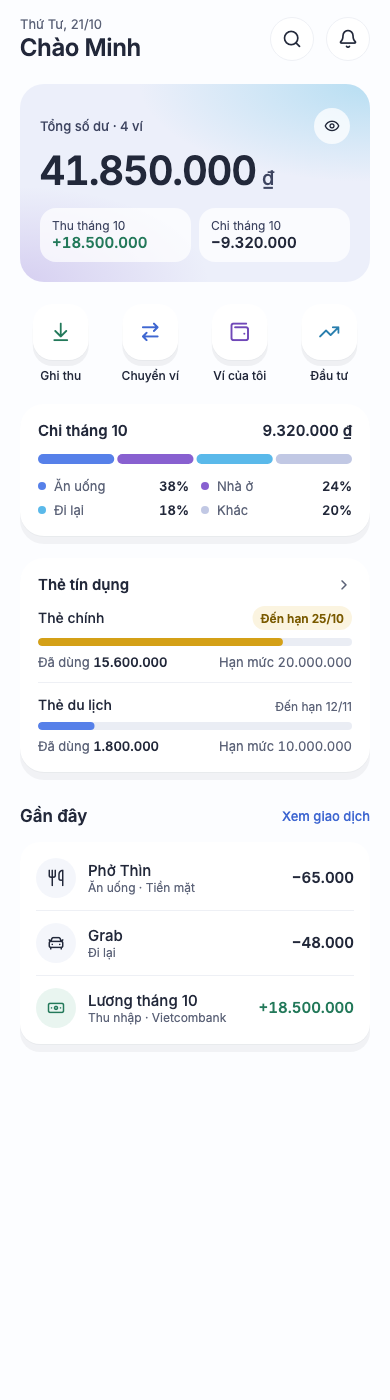 Thứ Tư, 21/10
Chào Minh
Tổng số dư · 4 ví
41.850.000 ₫
Thu tháng 10
+18.500.000
Chi tháng 10
−9.320.000
Ghi thu
Chuyển ví
Ví của tôi
Đầu tư
Chi tháng 10
9.320.000 ₫
Ăn uống 38%
Nhà ở 24%
Đi lại 18%
Khác 20%
Thẻ tín dụng
Thẻ chính
Đến hạn 25/10
Đã dùng 15.600.000
Hạn mức 20.000.000
Thẻ du lịch
Đến hạn 12/11
Đã dùng 1.800.000
Hạn mức 10.000.000
Gần đây
Xem giao dịch
Phở Thìn
Ăn uống · Tiền mặt
−65.000
Grab
Đi lại
−48.000
Lương tháng 10
Thu nhập · Vietcombank
+18.500.000